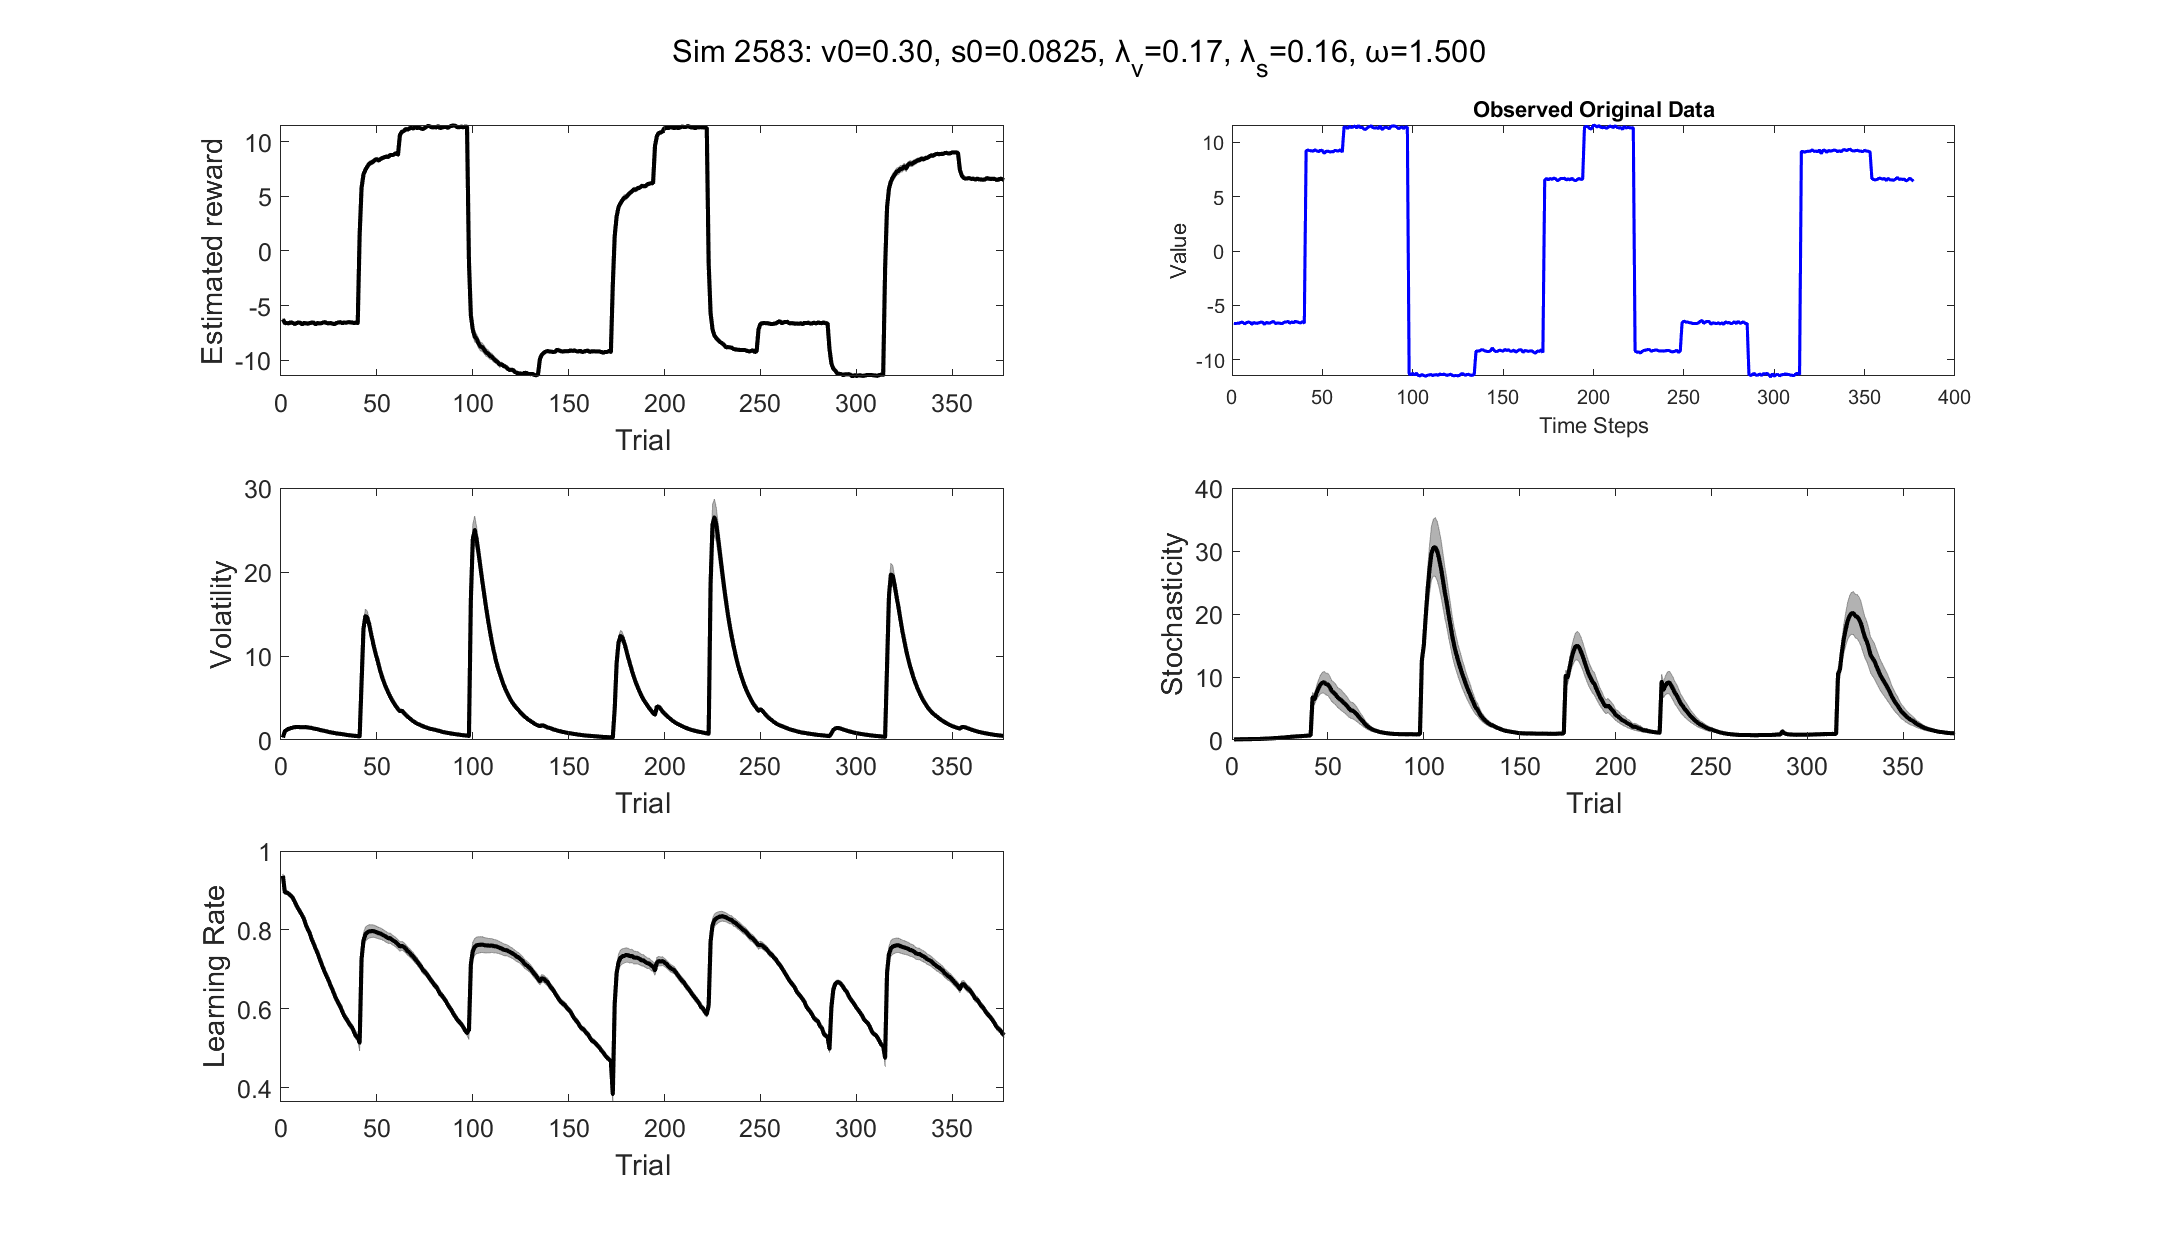 Sim 2583: v0=0.30, s0=0.0825, λv=0.17, λs=0.16, ω=1.500
Estimated reward
10
5
0
-5
-10
0 50 100 150 200 250 300 350
Trial
Observed Original Data
Value
10
5
0
-5
-10
0 50 100 150 200 250 300 350 400
Time Steps
Volatility
30
20
10
0
0 50 100 150 200 250 300 350
Trial
Stochasticity
40
30
20
10
0
0 50 100 150 200 250 300 350
Trial
Learning Rate
1
0.8
0.6
0.4
0 50 100 150 200 250 300 350
Trial